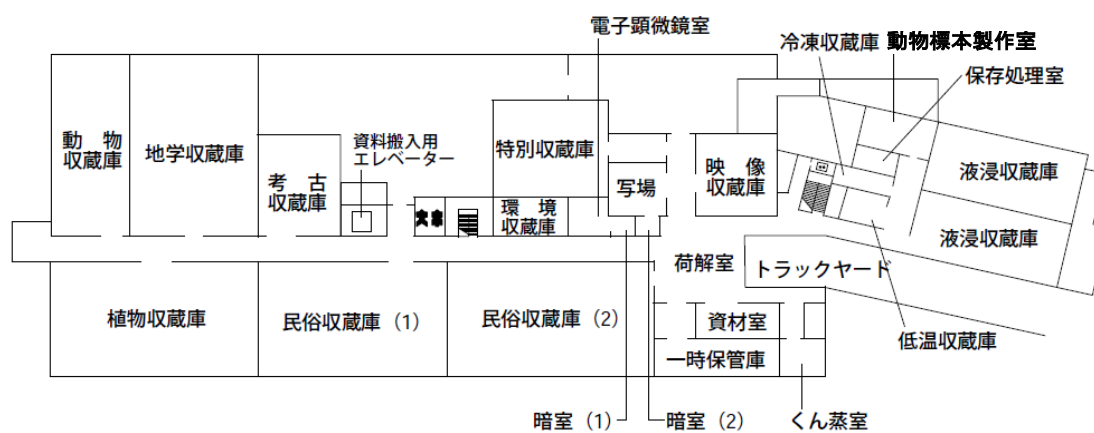 電子顕微鏡室
冷凍収蔵庫
動物標本製作室
保存処理室
動　物
収蔵庫
地学収蔵庫
考　古
収蔵庫
資料搬入用
エレベーター
特別収蔵庫
写場
映　像
収蔵庫
液浸収蔵庫
環　境
収蔵庫
液浸収蔵庫
荷解室
トラックヤード
植物収蔵庫
民俗収蔵庫（1）
民俗収蔵庫（2）
資材室
低温収蔵庫
一時保管庫
暗室（1）
暗室（2）
くん蒸室